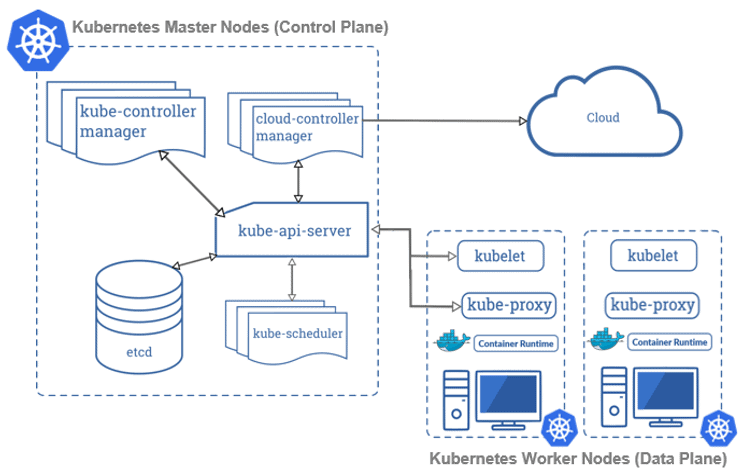 Kubernetes Master Nodes (Control Plane)
kube-controller
manager
cloud-controller
manager
Cloud
kube-api-server
etcd
kube-scheduler
kubelet
kube-proxy
Container Runtime
kubelet
kube-proxy
Container Runtime
Kubernetes Worker Nodes (Data Plane)